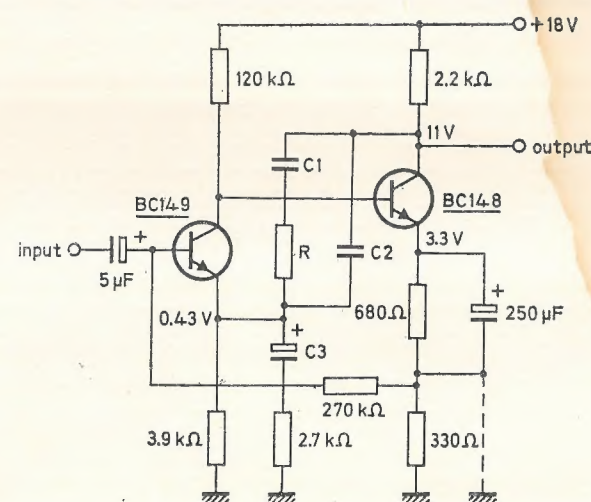 +18V
120 kΩ
2.2 kΩ
11V
output
C1
BC149
BC148
input
+
5 µF
R
C2
3.3 V
0.43 V
+
C3
680Ω
+
250 µF
270 kΩ
3.9 kΩ
2.7 kΩ
330Ω